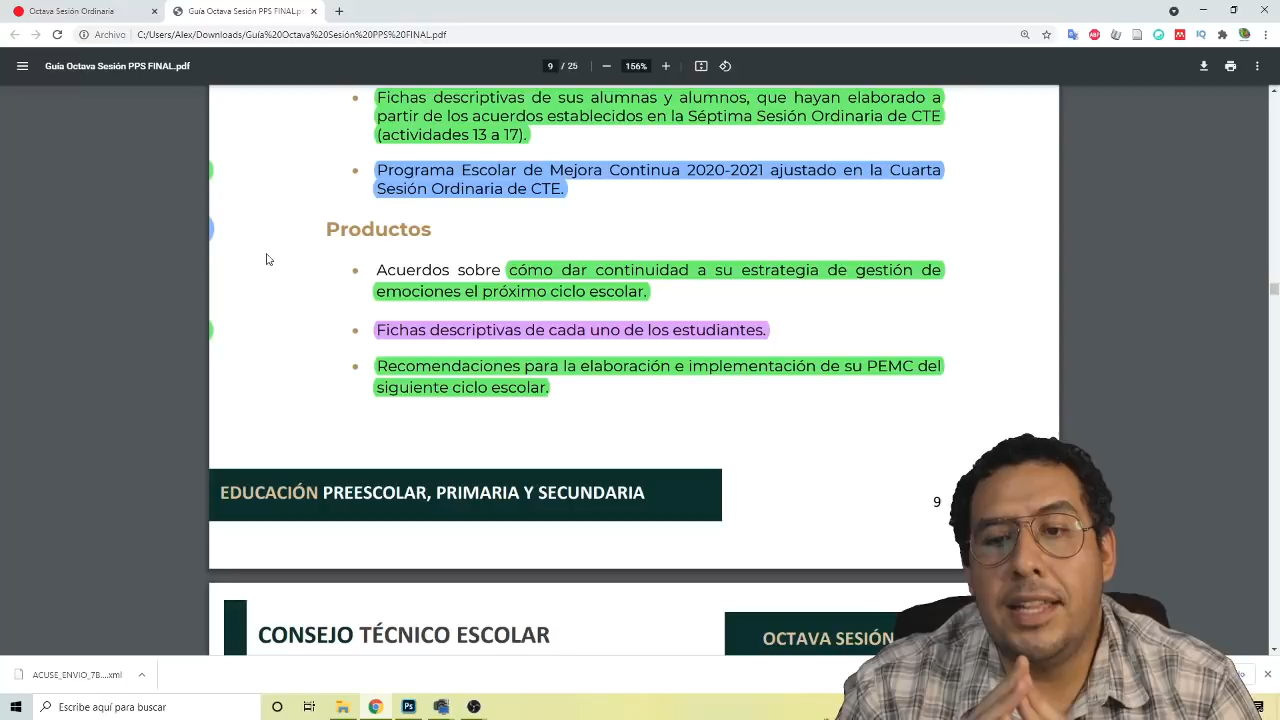 Octava Sesión Ordinaria
Guía Octava Sesión PPS FINAL.pdf
Archivo
C:/Users/Alex/Downloads/Guía%20Octava%20Sesión%20PPS%20FINAL.pdf
Guía Octava Sesión PPS FINAL.pdf
9 / 25
156%
Fichas descriptivas de sus alumnas y alumnos, que hayan elaborado a
partir de los acuerdos establecidos en la Séptima Sesión Ordinaria de CTE
(actividades 13 a 17).
Programa Escolar de Mejora Continua 2020-2021 ajustado en la Cuarta
Sesión Ordinaria de CTE.
Productos
Acuerdos sobre cómo dar continuidad a su estrategia de gestión de
emociones el próximo ciclo escolar.
Fichas descriptivas de cada uno de los estudiantes.
Recomendaciones para la elaboración e implementación de su PEMC del
siguiente ciclo escolar.
EDUCACIÓN PREESCOLAR, PRIMARIA Y SECUNDARIA
9
CONSEJO TÉCNICO ESCOLAR
OCTAVA SESIÓN
ACUSE_ENVIO_7B....xml
Escribe aquí para buscar